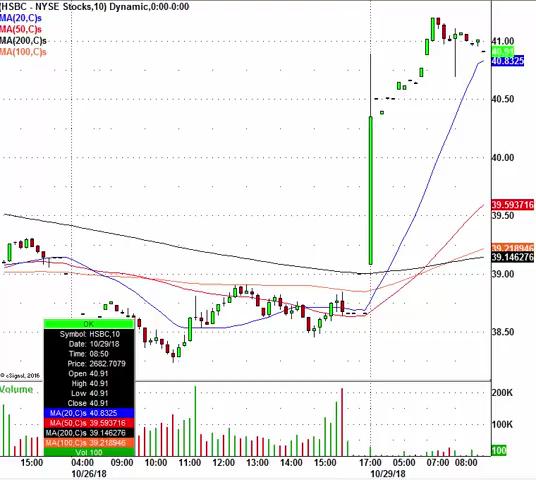 (HSBC - NYSE Stocks,10) Dynamic,0:00-0:00
MA(20,C)s
MA(50,C)s
MA(200,C)s
MA(100,C)s
41.00
40.91
40.8325
40.50
40.00
39.593716
39.50
39.218946
39.146276
39.00
38.50
OK
Symbol: HSBC,10
Date: 10/29/18
Time: 08:50
Price: 2682.7079
Open 40.91
High 40.91
Low 40.91
Close 40.91
MA(20,C)s 40.8325
MA(50,C)s 39.593716
MA(200,C)s 39.146276
MA(100,C)s 39.218946
Vol 100
© eSignal, 2016
Volume
200K
100K
100
15:00 04:00 09:00 10:00 11:00 12:00 13:00 14:00 15:00 17:00 05:00 07:00 08:00
10/26/18 10/29/18